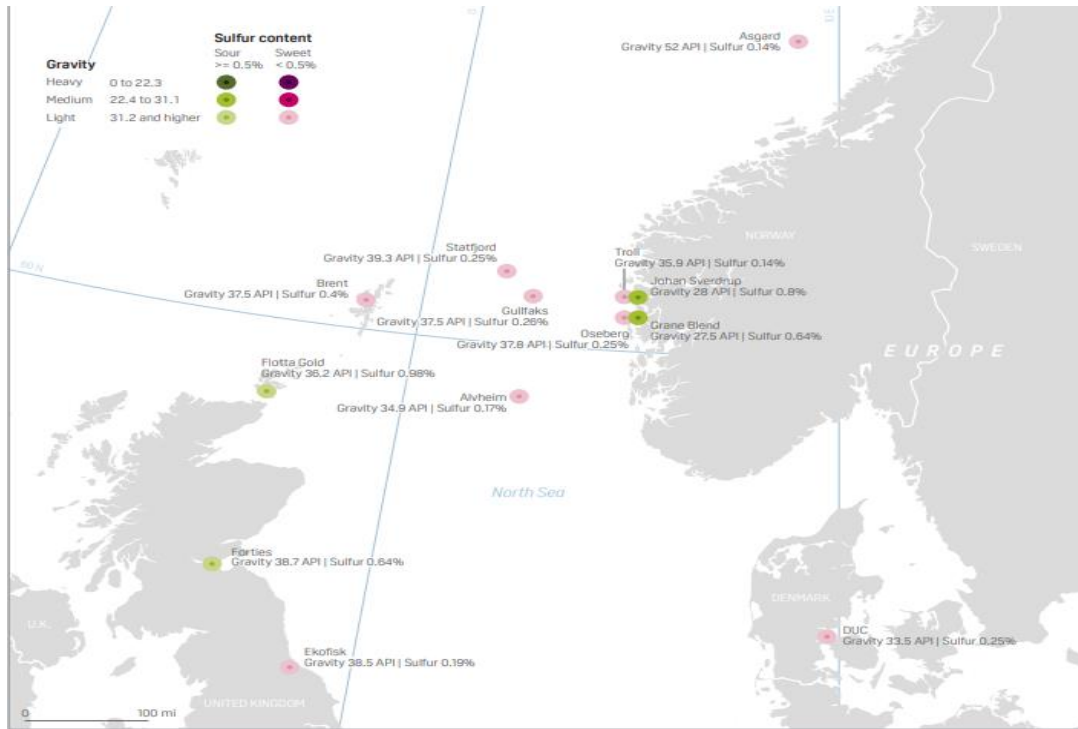 Sulfur content
Sour Sweet
Gravity >= 0.5% < 0.5%
Heavy 0 to 22.3
Medium 22.4 to 31.1
Light 31.2 and higher
0
Asgard
Gravity 52 API | Sulfur 0.14%
NORWAY
SWEDEN
60 N
Statfjord
Gravity 39.3 API | Sulfur 0.25%
Troll
Gravity 35.9 API | Sulfur 0.14%
Brent
Gravity 37.5 API | Sulfur 0.4%
Johan Sverdrup
Gravity 28 API | Sulfur 0.8%
Gullfaks
Gravity 37.5 API | Sulfur 0.26%
Oseberg
Gravity 37.8 API | Sulfur 0.25%
Grane Blend
Gravity 27.5 API | Sulfur 0.64%
EUROPE
Flotta Gold
Gravity 36.2 API | Sulfur 0.98%
Alvheim
Gravity 34.9 API | Sulfur 0.17%
North Sea
Forties
Gravity 38.7 API | Sulfur 0.64%
DENMARK
U.K.
DUC
Gravity 33.5 API | Sulfur 0.25%
Ekofisk
Gravity 38.5 API | Sulfur 0.19%
UNITED KINGDOM
0 100 mi